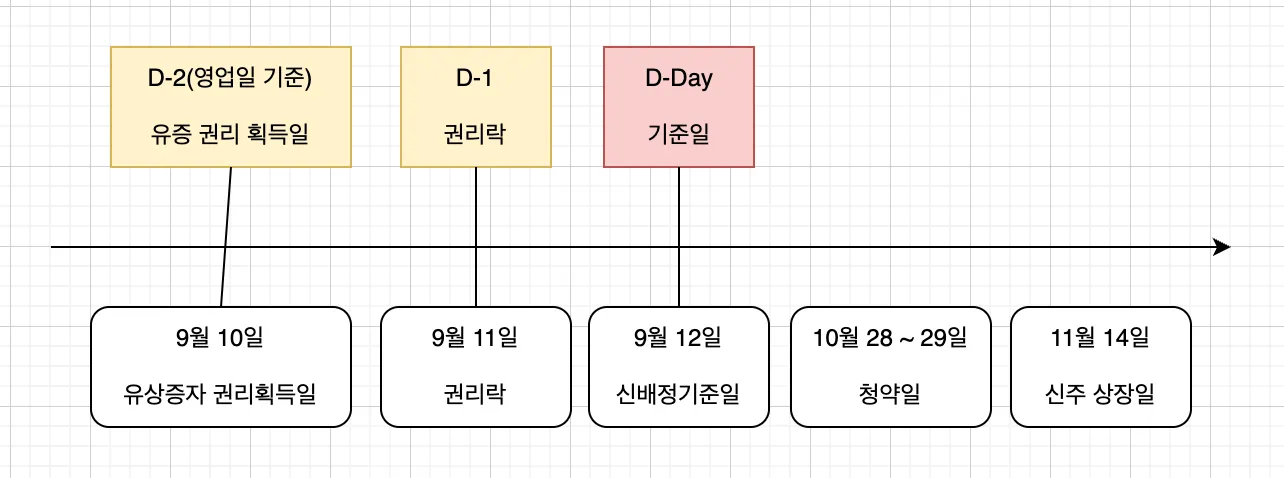 D-2(영업일 기준)
유증 권리 획득일
D-1
권리락
D-Day
기준일
9월 10일
유상증자 권리획득일
9월 11일
권리락
9월 12일
신배정기준일
10월 28 ~ 29일
청약일
11월 14일
신주 상장일